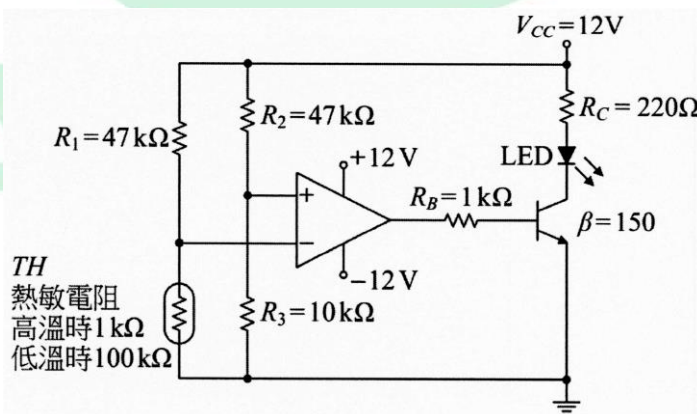 V_CC=12V
R_2=47kΩ
R_C=220Ω
R_1=47kΩ
LED
+12V
+
R_B=1kΩ
β=150
−
−12V
TH
熱敏電阻
高溫時1kΩ
低溫時100kΩ
R_3=10kΩ